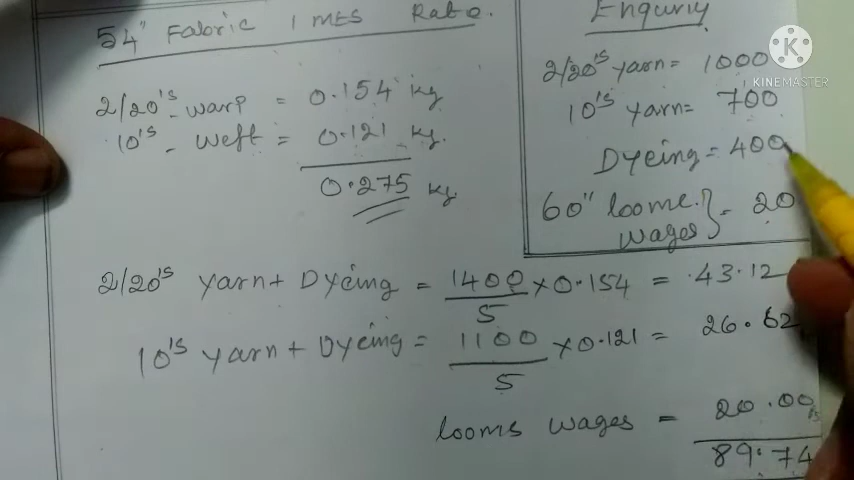 54" Fabric 1 MES Rate.
2/20's - warp = 0.154 kg
10's - weft = 0.121 kg.
0.275 kg.
Enquriy
2/20's yarn = 1000
10's yarn = 700
Dyeing = 400
60" loome. wages } = 20
KINEMASTER
2/20's yarn + Dyeing = 1400/5 × 0.154 = 43.12
10's yarn + Dyeing = 1100/5 × 0.121 = 26.62
looms wages = 20.00
89.74